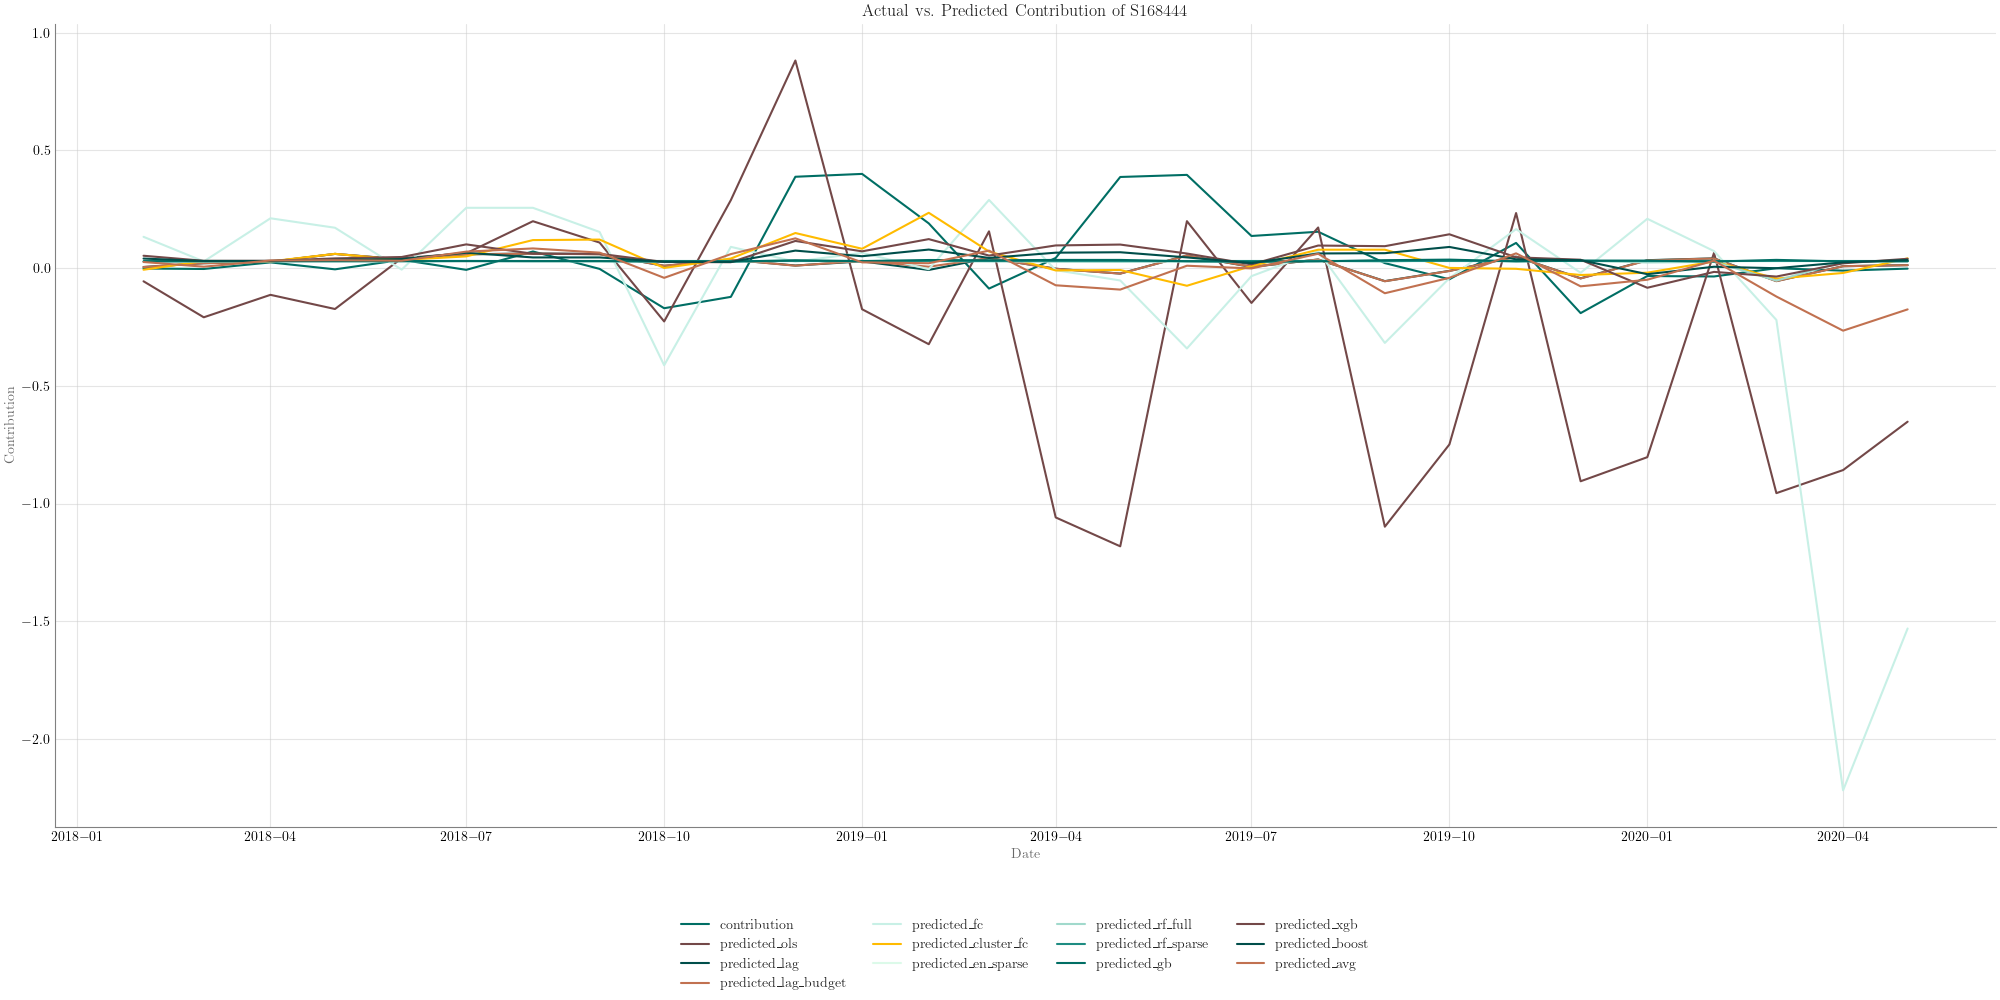 Actual vs. Predicted Contribution of S168444
1.0
0.5
0.0
−0.5
−1.0
−1.5
−2.0
Contribution
2018−01 2018−04 2018−07 2018−10 2019−01 2019−04 2019−07 2019−10 2020−01 2020−04
Date
contribution predicted_fc predicted_rf_full predicted_xgb
predicted_ols predicted_cluster_fc predicted_rf_sparse predicted_boost
predicted_lag predicted_en_sparse predicted_gb predicted_avg
predicted_lag_budget